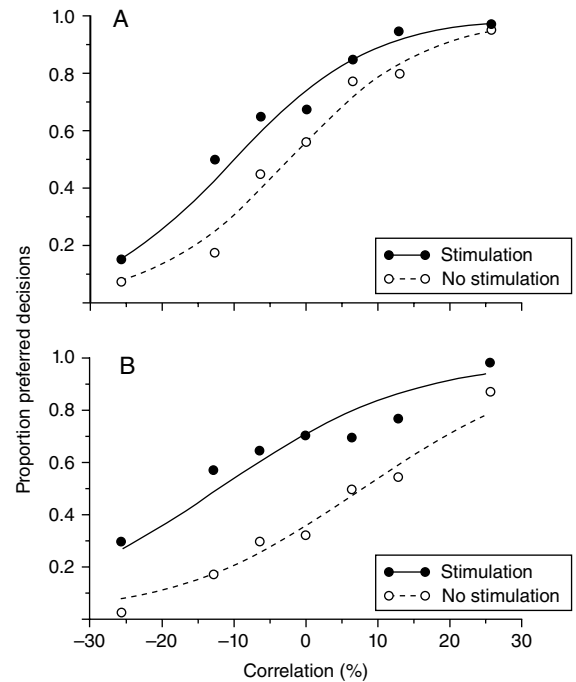 A
1.0
0.8
0.6
0.4
0.2
Stimulation
No stimulation
B
1.0
0.8
0.6
0.4
0.2
Stimulation
No stimulation
−30 −20 −10 0 10 20 30
Correlation (%)
Proportion preferred decisions